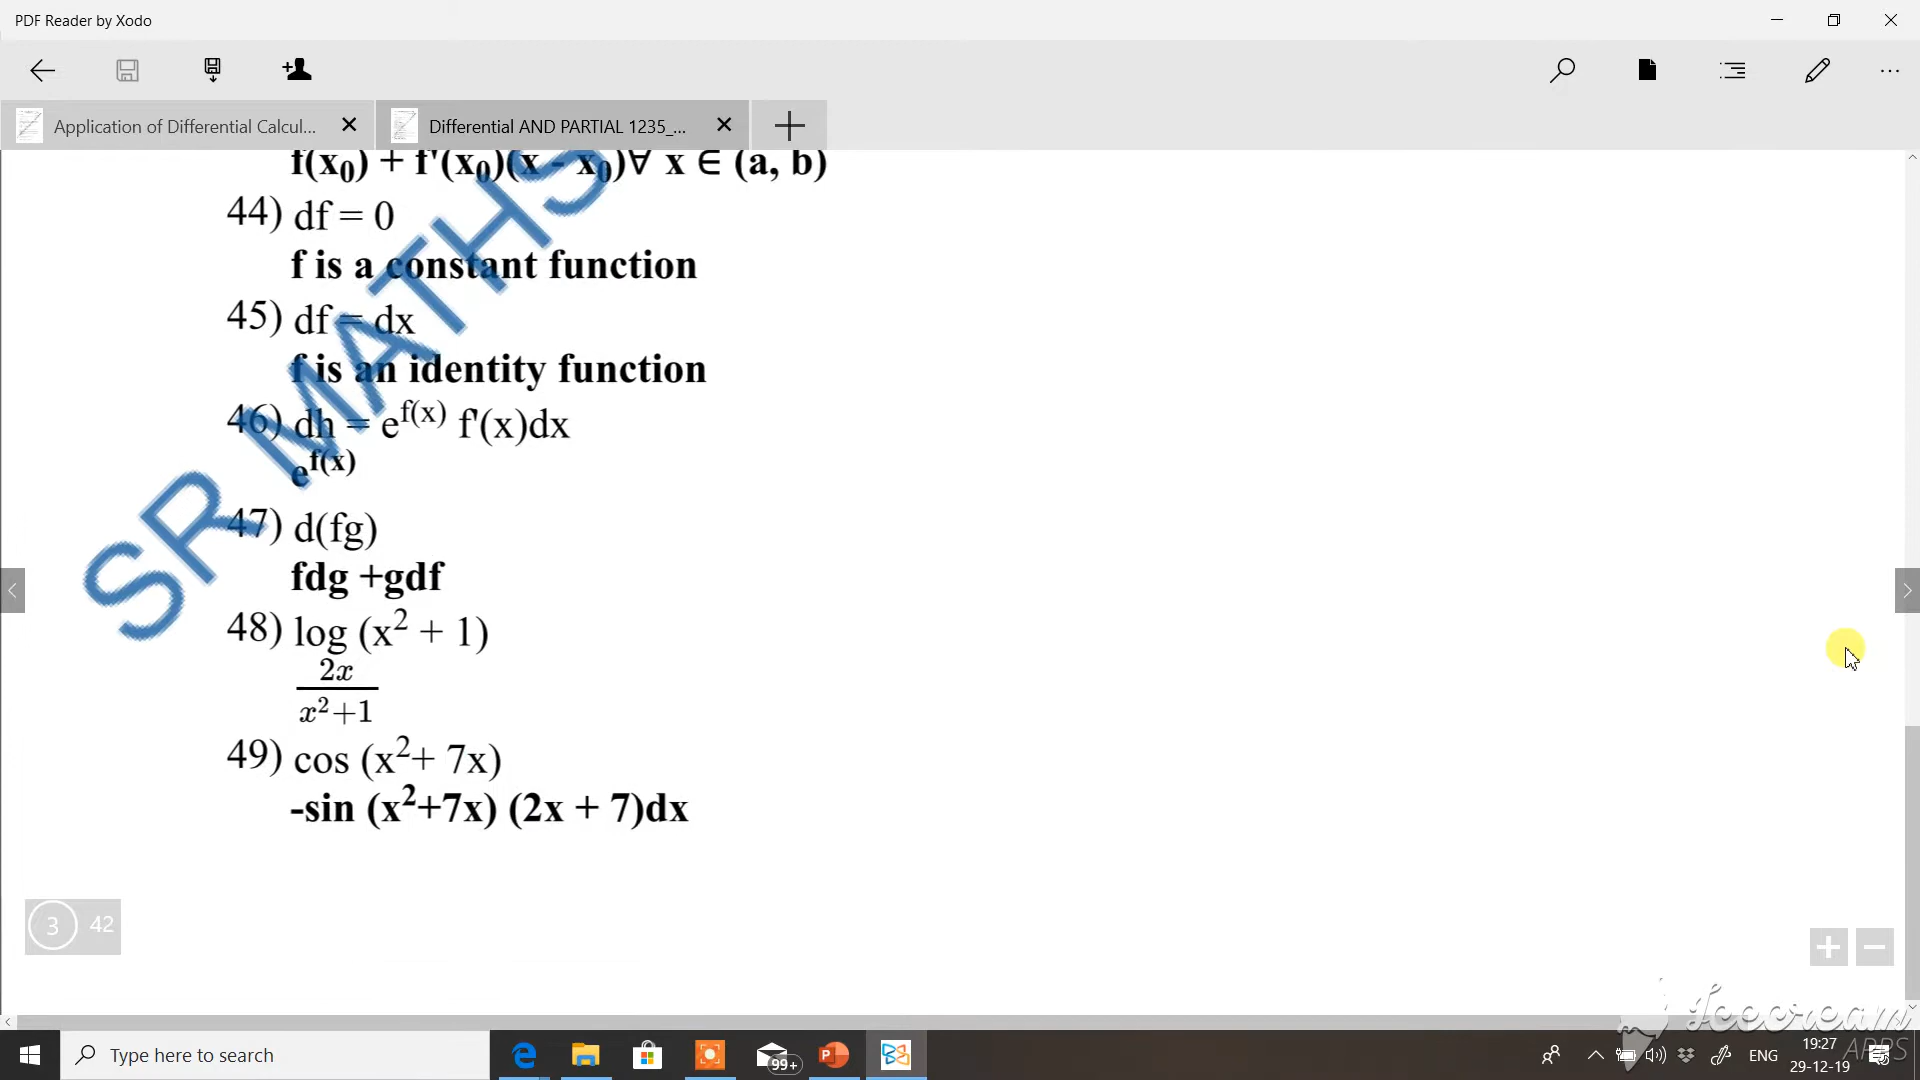 PDF Reader by Xodo
Application of Differential Calcul...
Differential AND PARTIAL 1235_...
f(x₀) + f'(x₀)(x - x₀)∀ x ∈ (a, b)
44) df = 0
f is a constant function
45) df = dx
f is an identity function
46) dh = e^f(x) f'(x)dx
e^f(x)
47) d(fg)
fdg +gdf
48) log (x² + 1)
2x
x²+1
49) cos (x²+ 7x)
-sin (x²+7x) (2x + 7)dx
SR MATHS
3 42
Icecream
APPS
Type here to search
99+
ENG
19:27
29-12-19